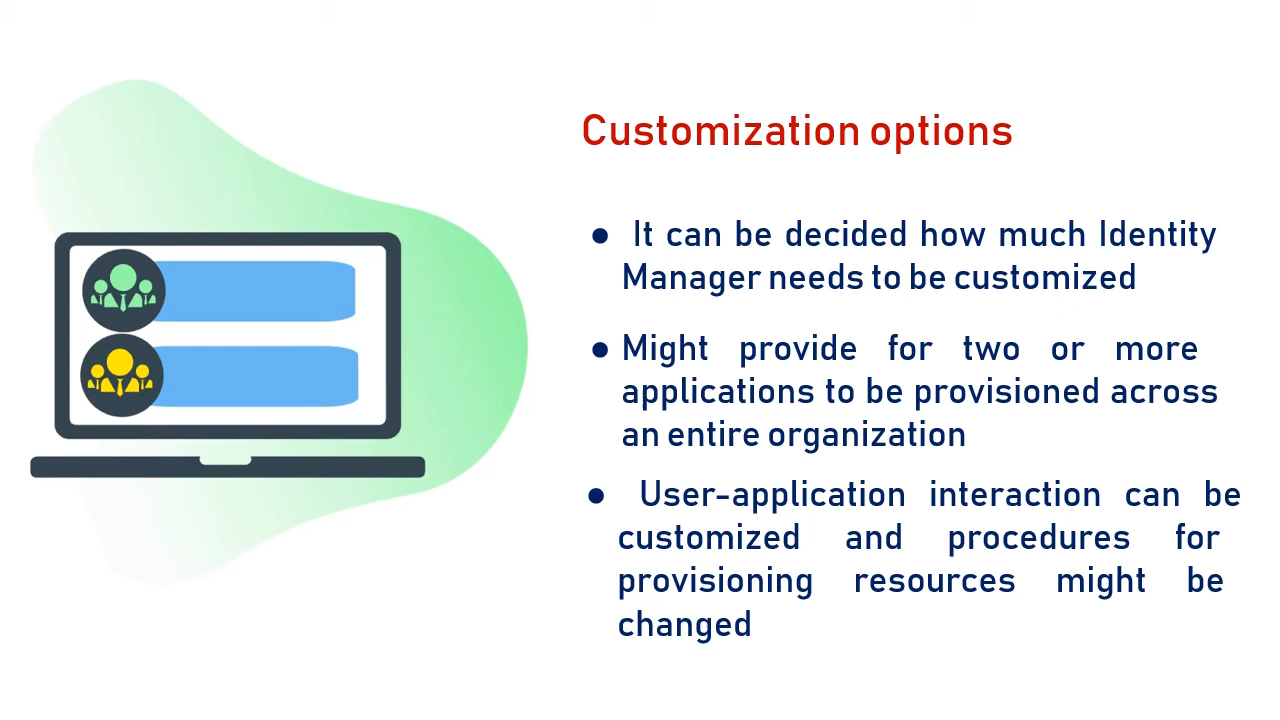 Customization options
● It can be decided how much Identity
Manager needs to be customized
● Might provide for two or more
applications to be provisioned across
an entire organization
● User-application interaction can be
customized and procedures for
provisioning resources might be
changed